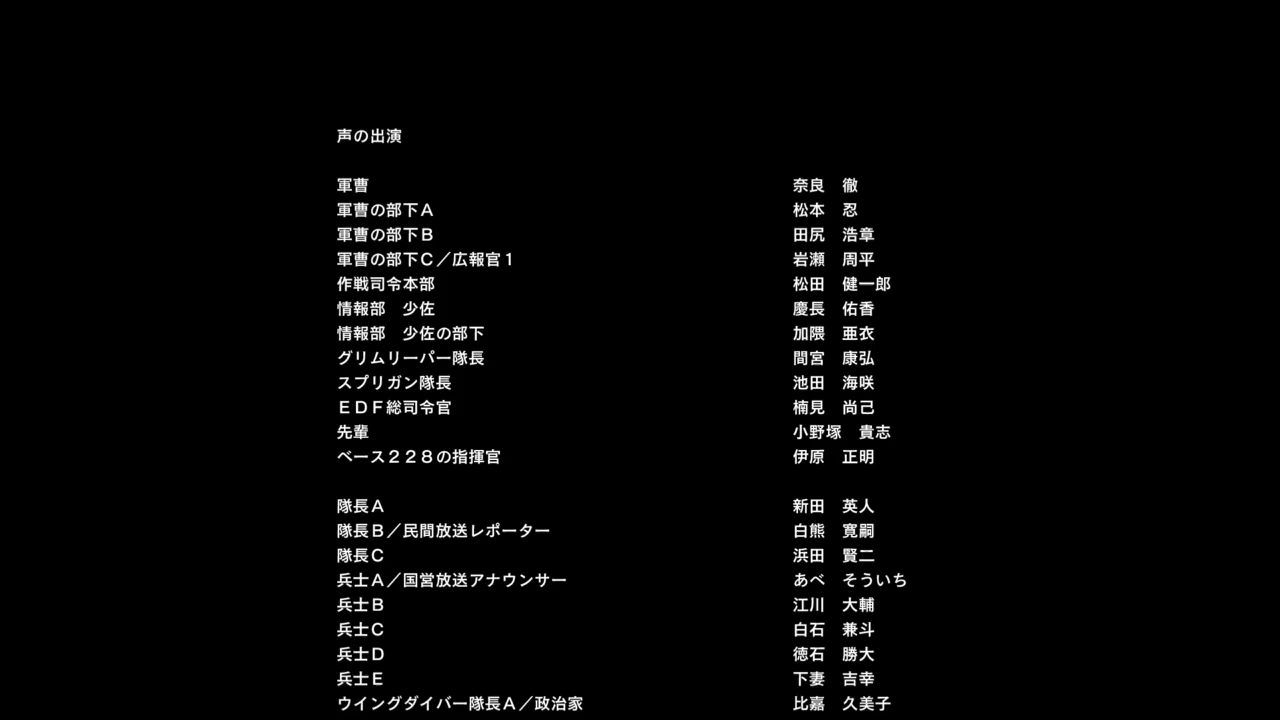 声の出演
軍曹　奈良　徹
軍曹の部下Ａ　松本　忍
軍曹の部下Ｂ　田尻　浩章
軍曹の部下Ｃ／広報官１　岩瀬　周平
作戦司令本部　松田　健一郎
情報部　少佐　慶長　佑香
情報部　少佐の部下　加隈　亜衣
グリムリーパー隊長　間宮　康弘
スプリガン隊長　池田　海咲
ＥＤＦ総司令官　楠見　尚己
先輩　小野塚　貴志
ベース２２８の指揮官　伊原　正明
隊長Ａ　新田　英人
隊長Ｂ／民間放送レポーター　白熊　寛嗣
隊長Ｃ　浜田　賢二
兵士Ａ／国営放送アナウンサー　あべ　そういち
兵士Ｂ　江川　大輔
兵士Ｃ　白石　兼斗
兵士Ｄ　徳石　勝大
兵士Ｅ　下妻　吉幸
ウイングダイバー隊長Ａ／政治家　比嘉　久美子